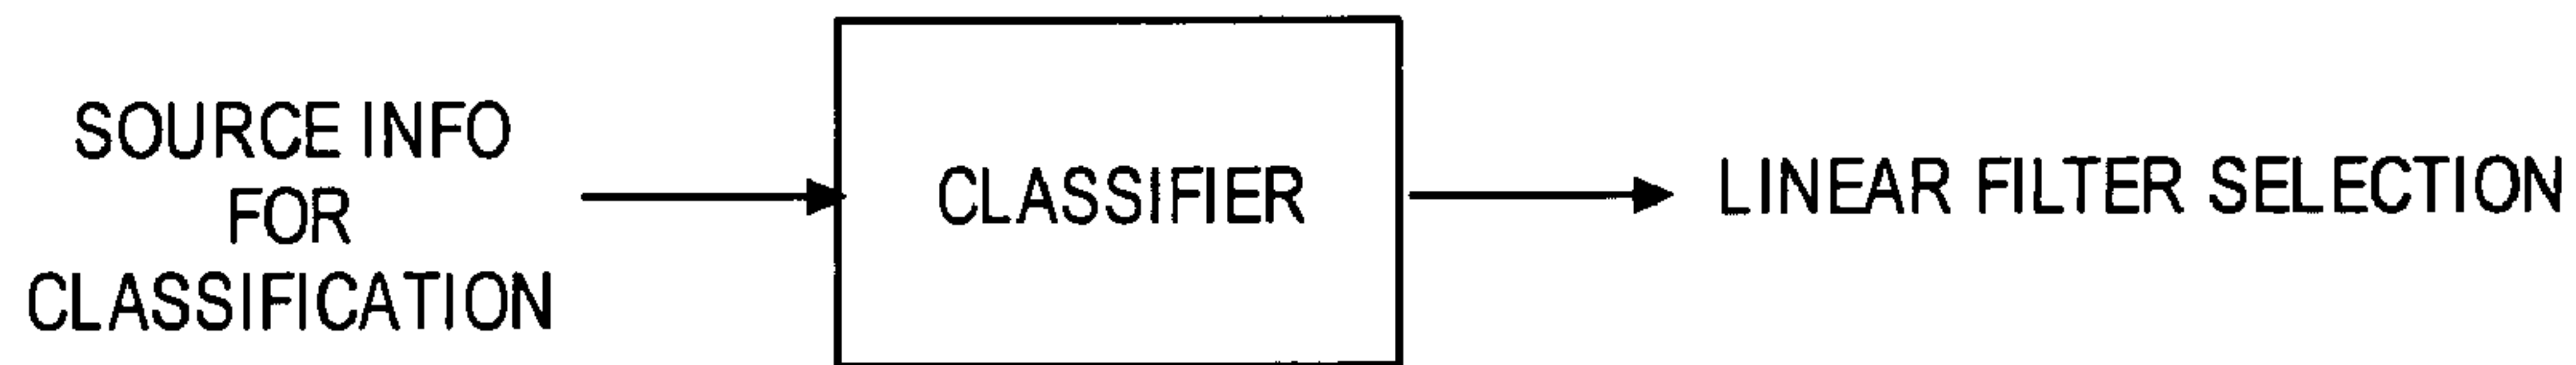 SOURCE INFO
FOR
CLASSIFICATION
CLASSIFIER
LINEAR FILTER SELECTION